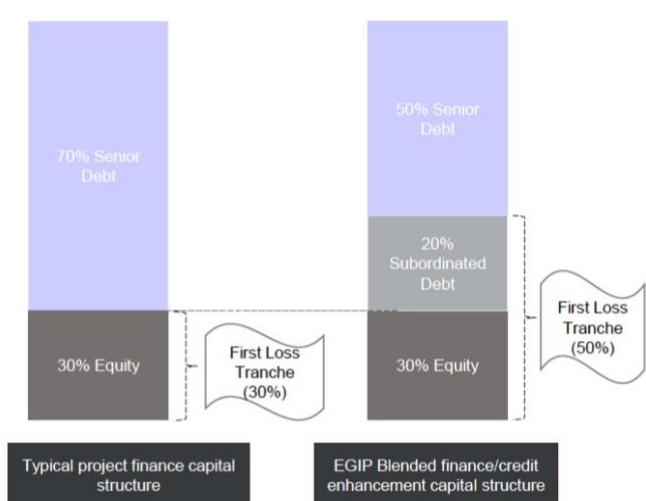 70% Senior
Debt
30% Equity
First Loss
Tranche
(30%)
Typical project finance capital
structure
50% Senior
Debt
20%
Subordinated
Debt
30% Equity
First Loss
Tranche
(50%)
EGIP Blended finance/credit
enhancement capital structure